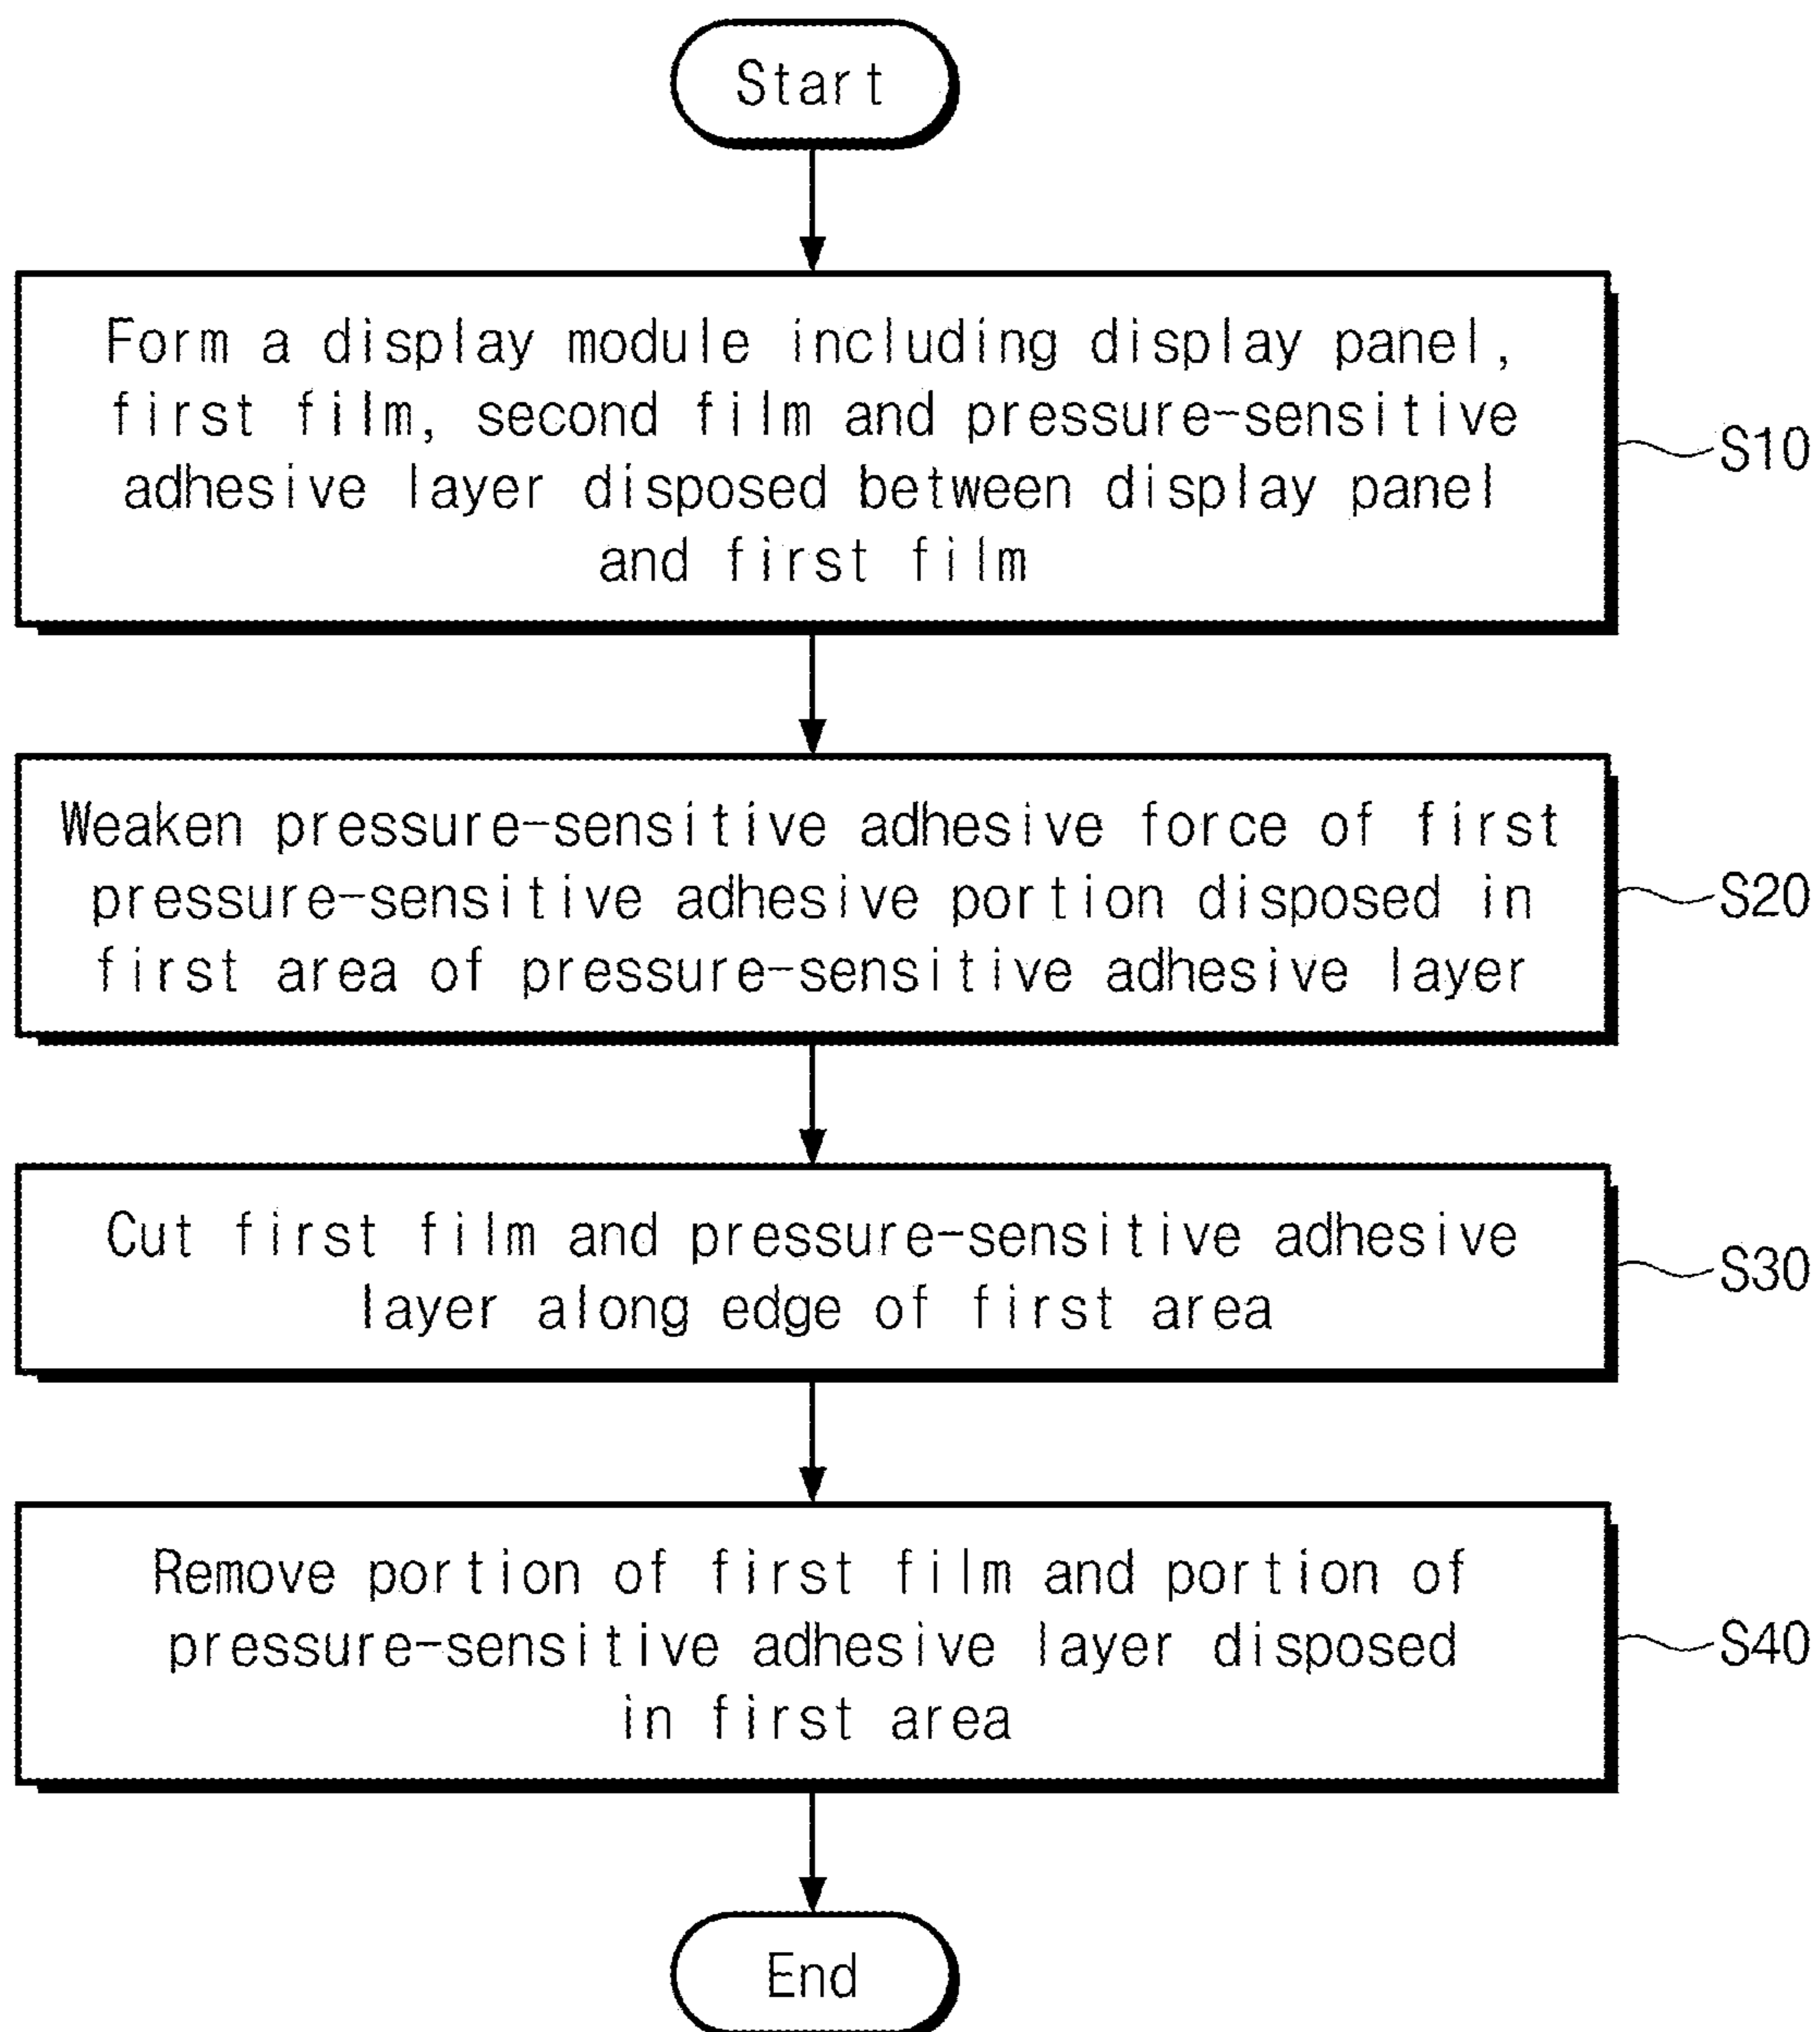 Start
Form a display module including display panel,
first film, second film and pressure-sensitive
adhesive layer disposed between display panel
and first film
S10
Weaken pressure-sensitive adhesive force of first
pressure-sensitive adhesive portion disposed in
first area of pressure-sensitive adhesive layer
S20
Cut first film and pressure-sensitive adhesive
layer along edge of first area
S30
Remove portion of first film and portion of
pressure-sensitive adhesive layer disposed
in first area
S40
End